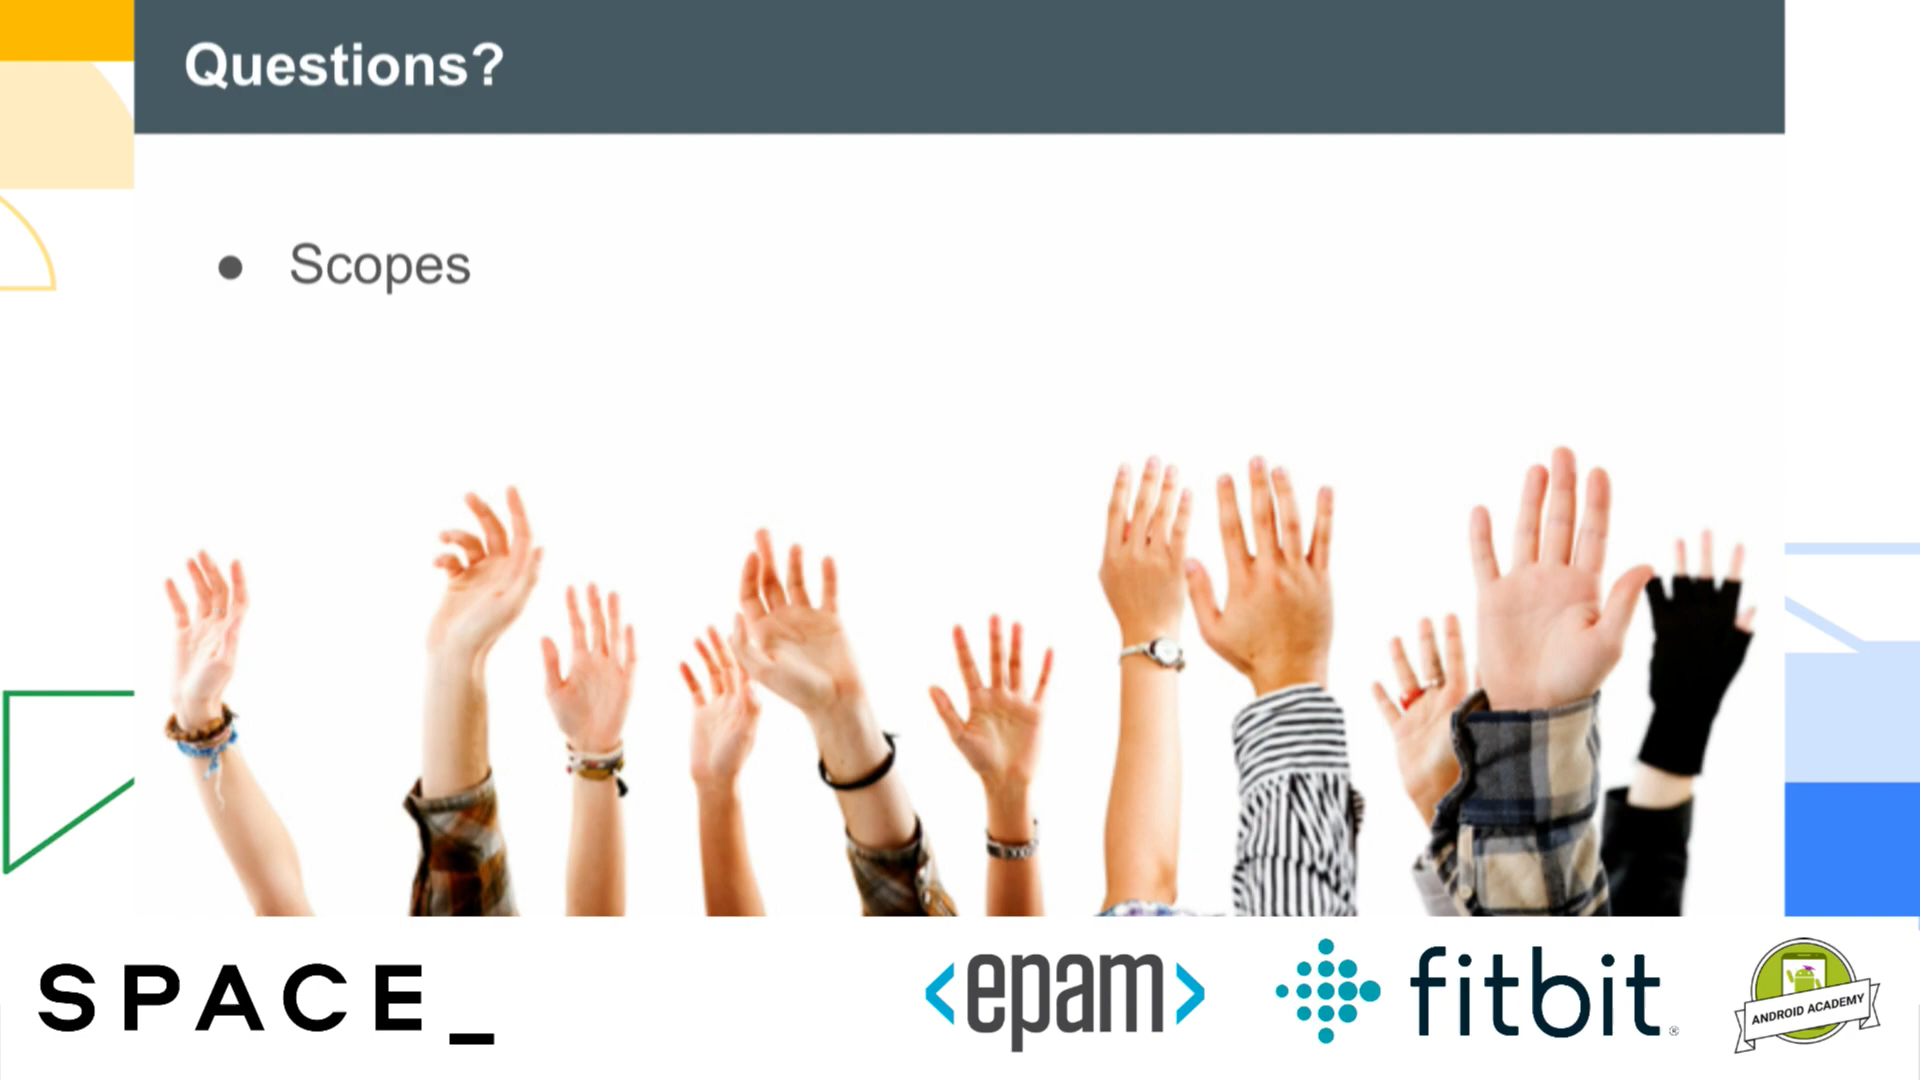 Questions?
● Scopes
SPACE_
<epam>
fitbit®
ANDROID ACADEMY